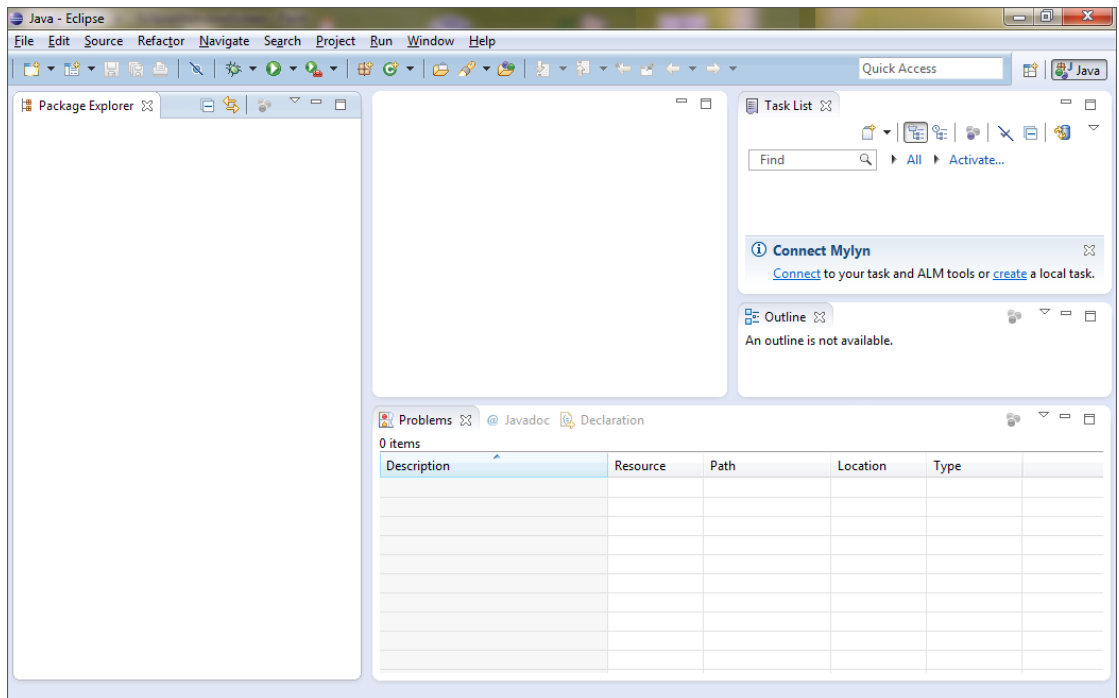 Java - Eclipse
File Edit Source Refactor Navigate Search Project Run Window Help
Quick Access
Java
Package Explorer
Task List
Find
All
Activate...
Connect Mylyn
Connect to your task and ALM tools or create a local task.
Outline
An outline is not available.
Problems @ Javadoc Declaration
0 items
Description Resource Path Location Type